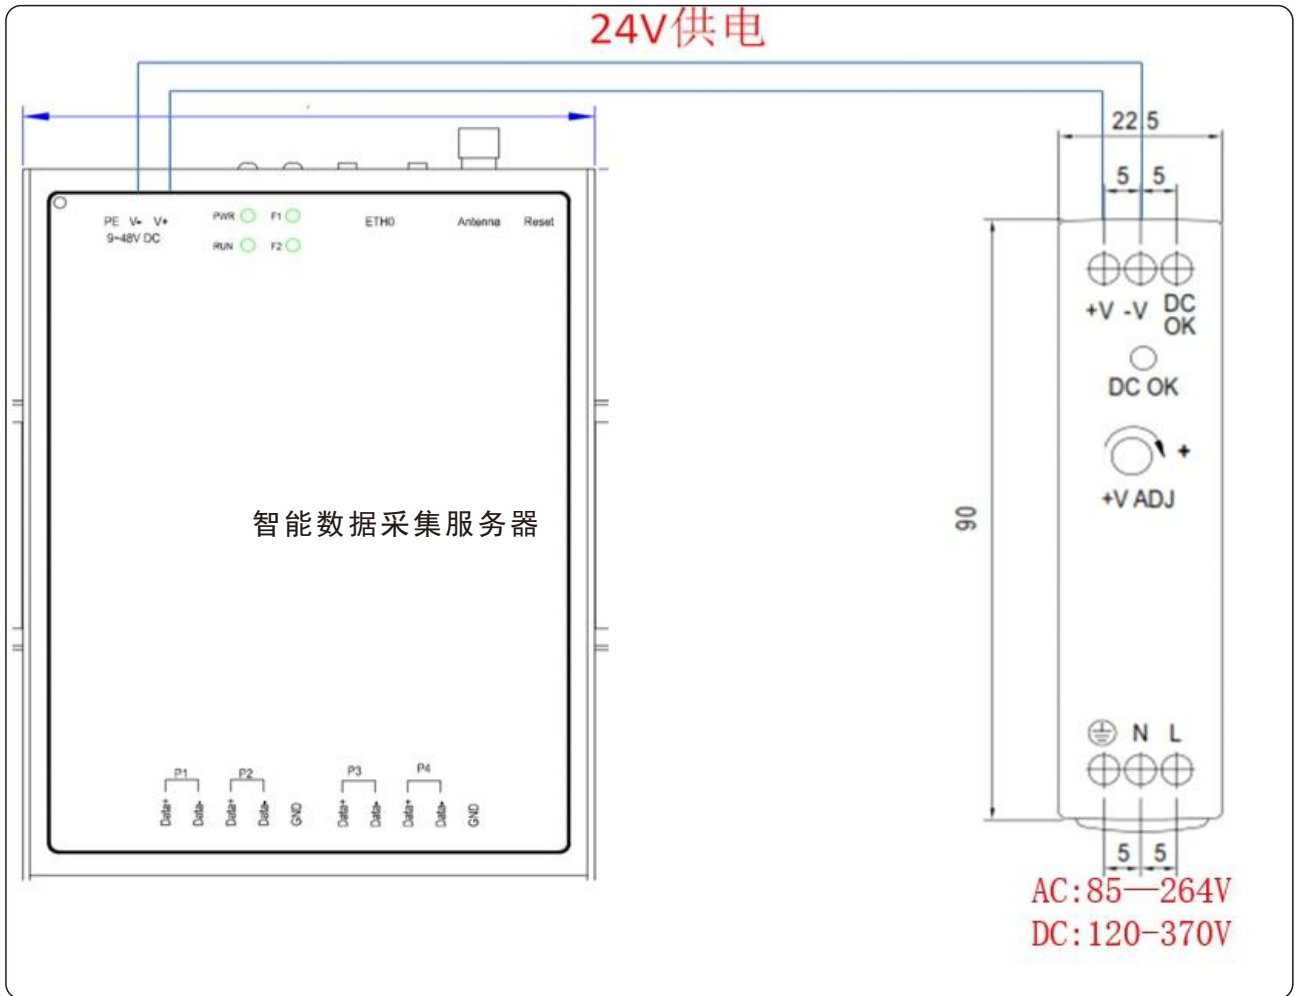 24V供电
22.5
5 5
PE V- V+
9~48V DC
PWR F1
RUN F2
ETH0
Antenna
Reset
+V -V DC
OK
DC OK
+
+V ADJ
90
智能数据采集服务器
N L
P1 P2 P3 P4
Data+ Data- Data+ Data- GND Data+ Data- Data+ Data- GND
5 5
AC:85—264V
DC:120-370V